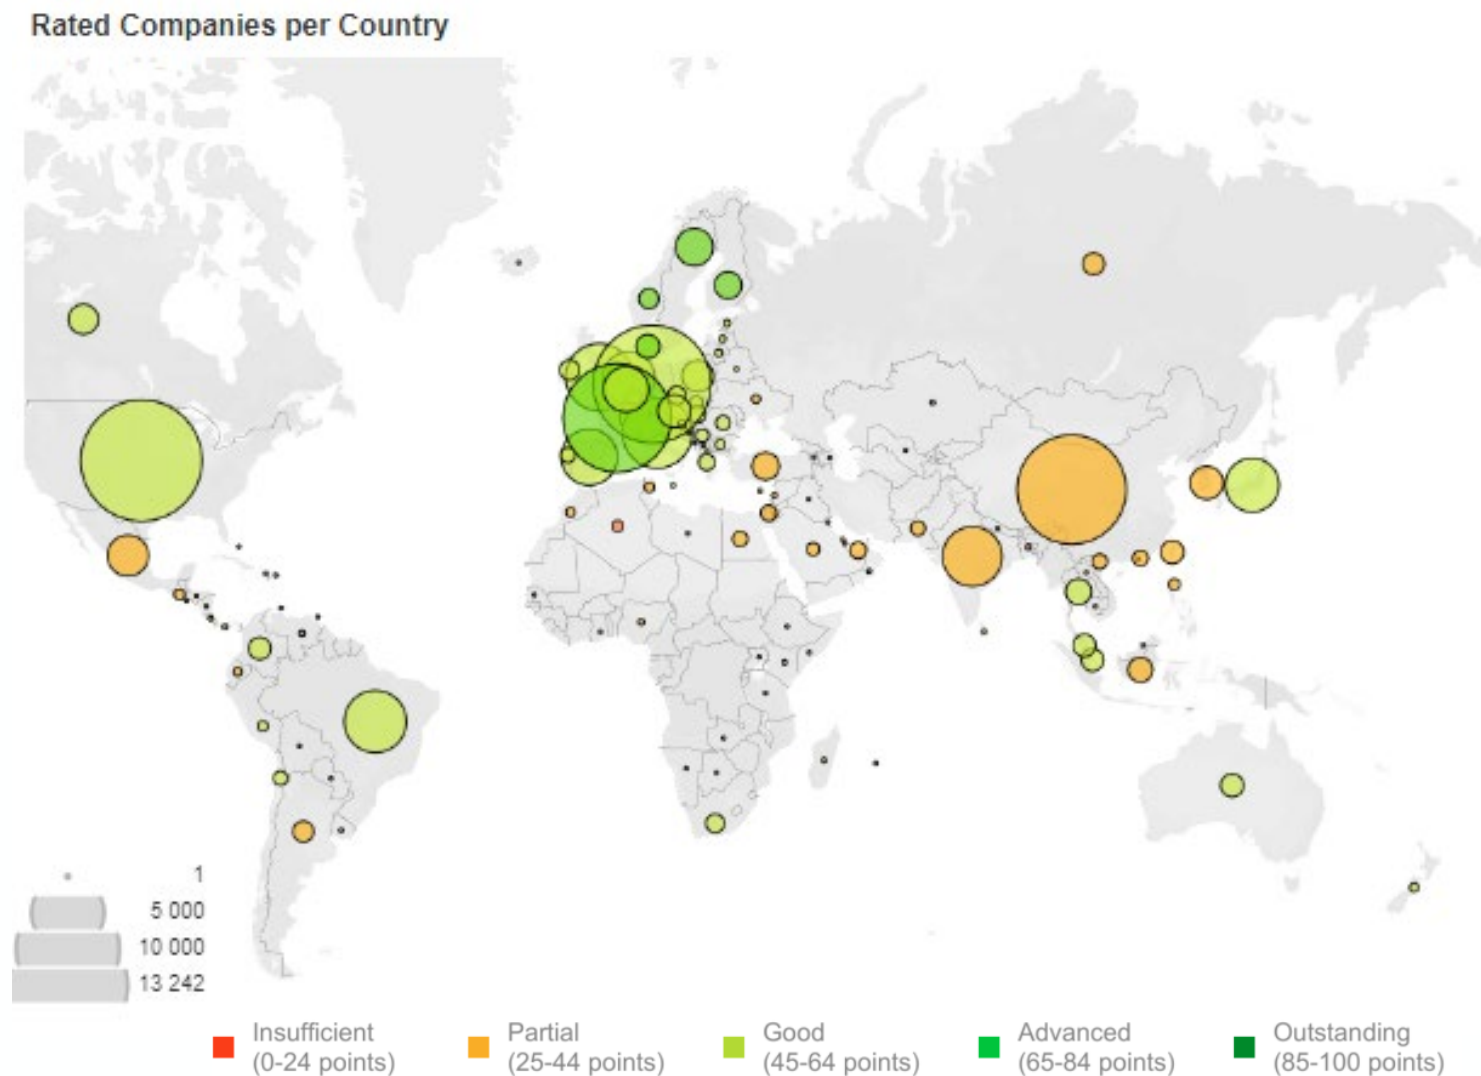 Rated Companies per Country
1
5 000
10 000
13 242
Insufficient
(0-24 points)
Partial
(25-44 points)
Good
(45-64 points)
Advanced
(65-84 points)
Outstanding
(85-100 points)